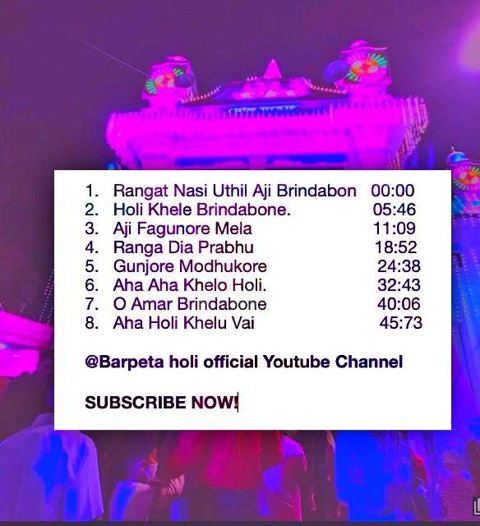 1. Rangat Nasi Uthil Aji Brindabon 00:00
2. Holi Khele Brindabone. 05:46
3. Aji Fagunore Mela 11:09
4. Ranga Dia Prabhu 18:52
5. Gunjore Modhukore 24:38
6. Aha Aha Khelo Holi. 32:43
7. O Amar Brindabone 40:06
8. Aha Holi Khelu Vai 45:73
@Barpeta holi official Youtube Channel
SUBSCRIBE NOW!